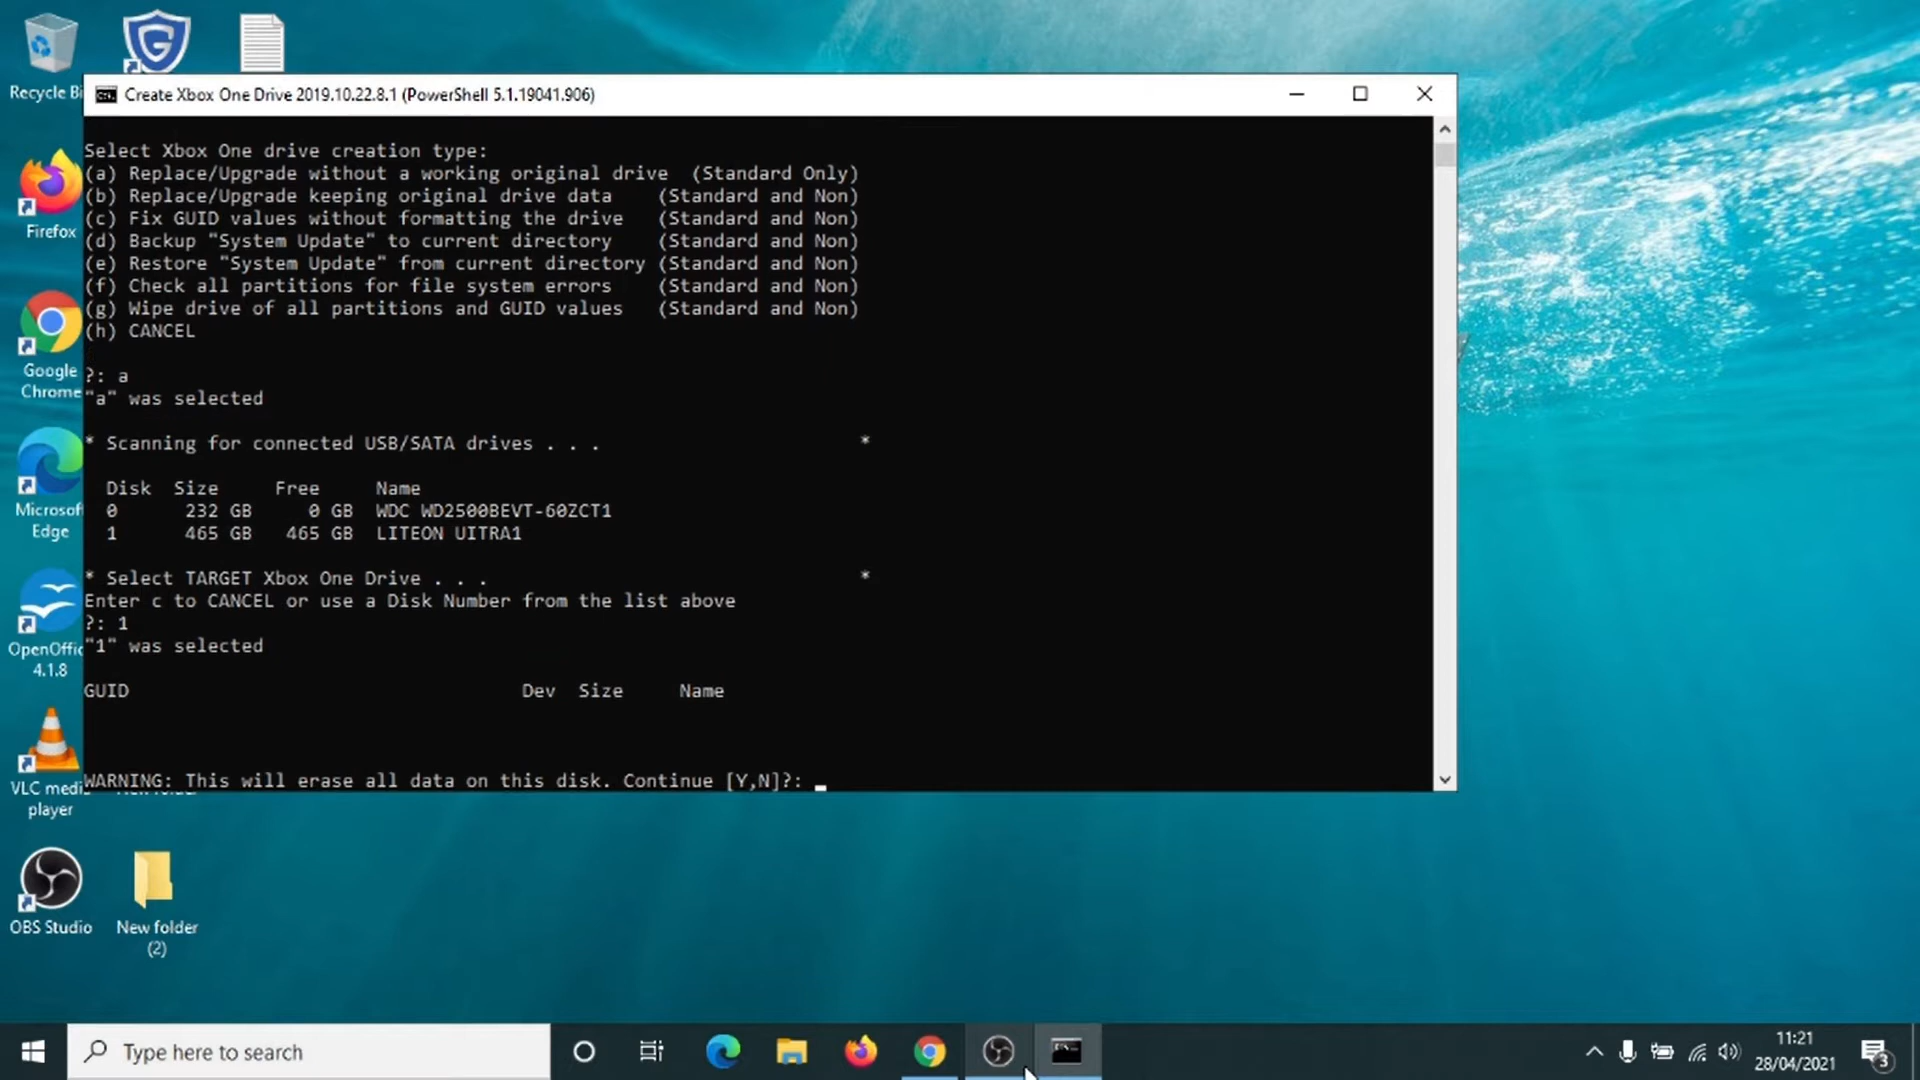 Recycle Bi
Create Xbox One Drive 2019.10.22.8.1 (PowerShell 5.1.19041.906)
Select Xbox One drive creation type:
(a) Replace/Upgrade without a working original drive  (Standard Only)
(b) Replace/Upgrade keeping original drive data    (Standard and Non)
(c) Fix GUID values without formatting the drive   (Standard and Non)
(d) Backup "System Update" to current directory    (Standard and Non)
(e) Restore "System Update" from current directory (Standard and Non)
(f) Check all partitions for file system errors    (Standard and Non)
(g) Wipe drive of all partitions and GUID values   (Standard and Non)
(h) CANCEL
?: a
"a" was selected
* Scanning for connected USB/SATA drives . . . *
Disk Size Free Name
0 232 GB 0 GB WDC WD2500BEVT-60ZCT1
1 465 GB 465 GB LITEON UITRA1
* Select TARGET Xbox One Drive . . . *
Enter c to CANCEL or use a Disk Number from the list above
?: 1
"1" was selected
GUID Dev Size Name
WARNING: This will erase all data on this disk. Continue [Y,N]?: _
Firefox
Google
Chrome
Microsof
Edge
OpenOffic
4.1.8
VLC medi
player
OBS Studio
New folder
(2)
Type here to search
11:21
28/04/2021
3